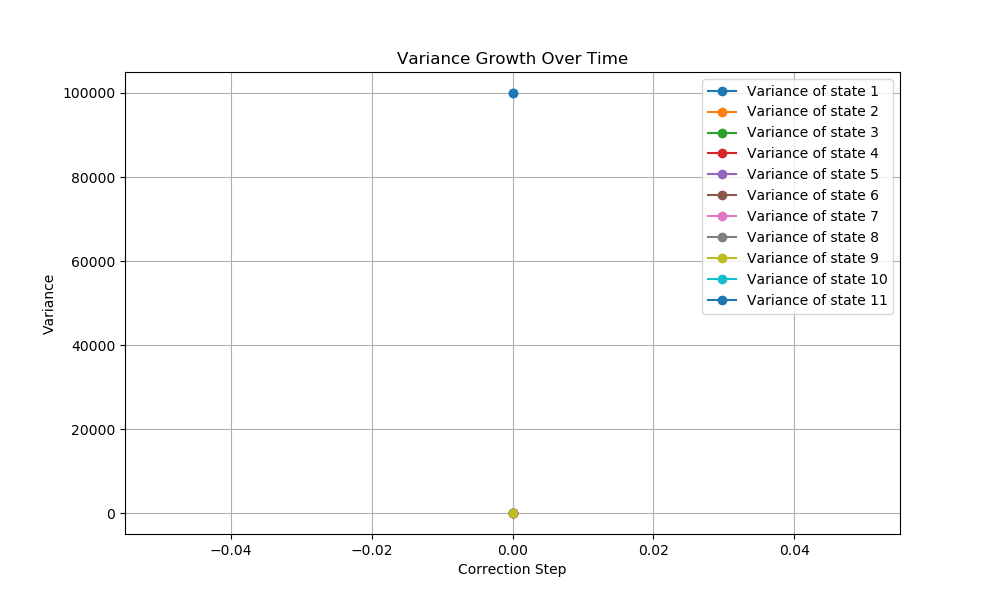 Variance Growth Over Time
100000
80000
60000
40000
20000
0
Variance
−0.04
−0.02
0.00
0.02
0.04
Correction Step
Variance of state 1
Variance of state 2
Variance of state 3
Variance of state 4
Variance of state 5
Variance of state 6
Variance of state 7
Variance of state 8
Variance of state 9
Variance of state 10
Variance of state 11